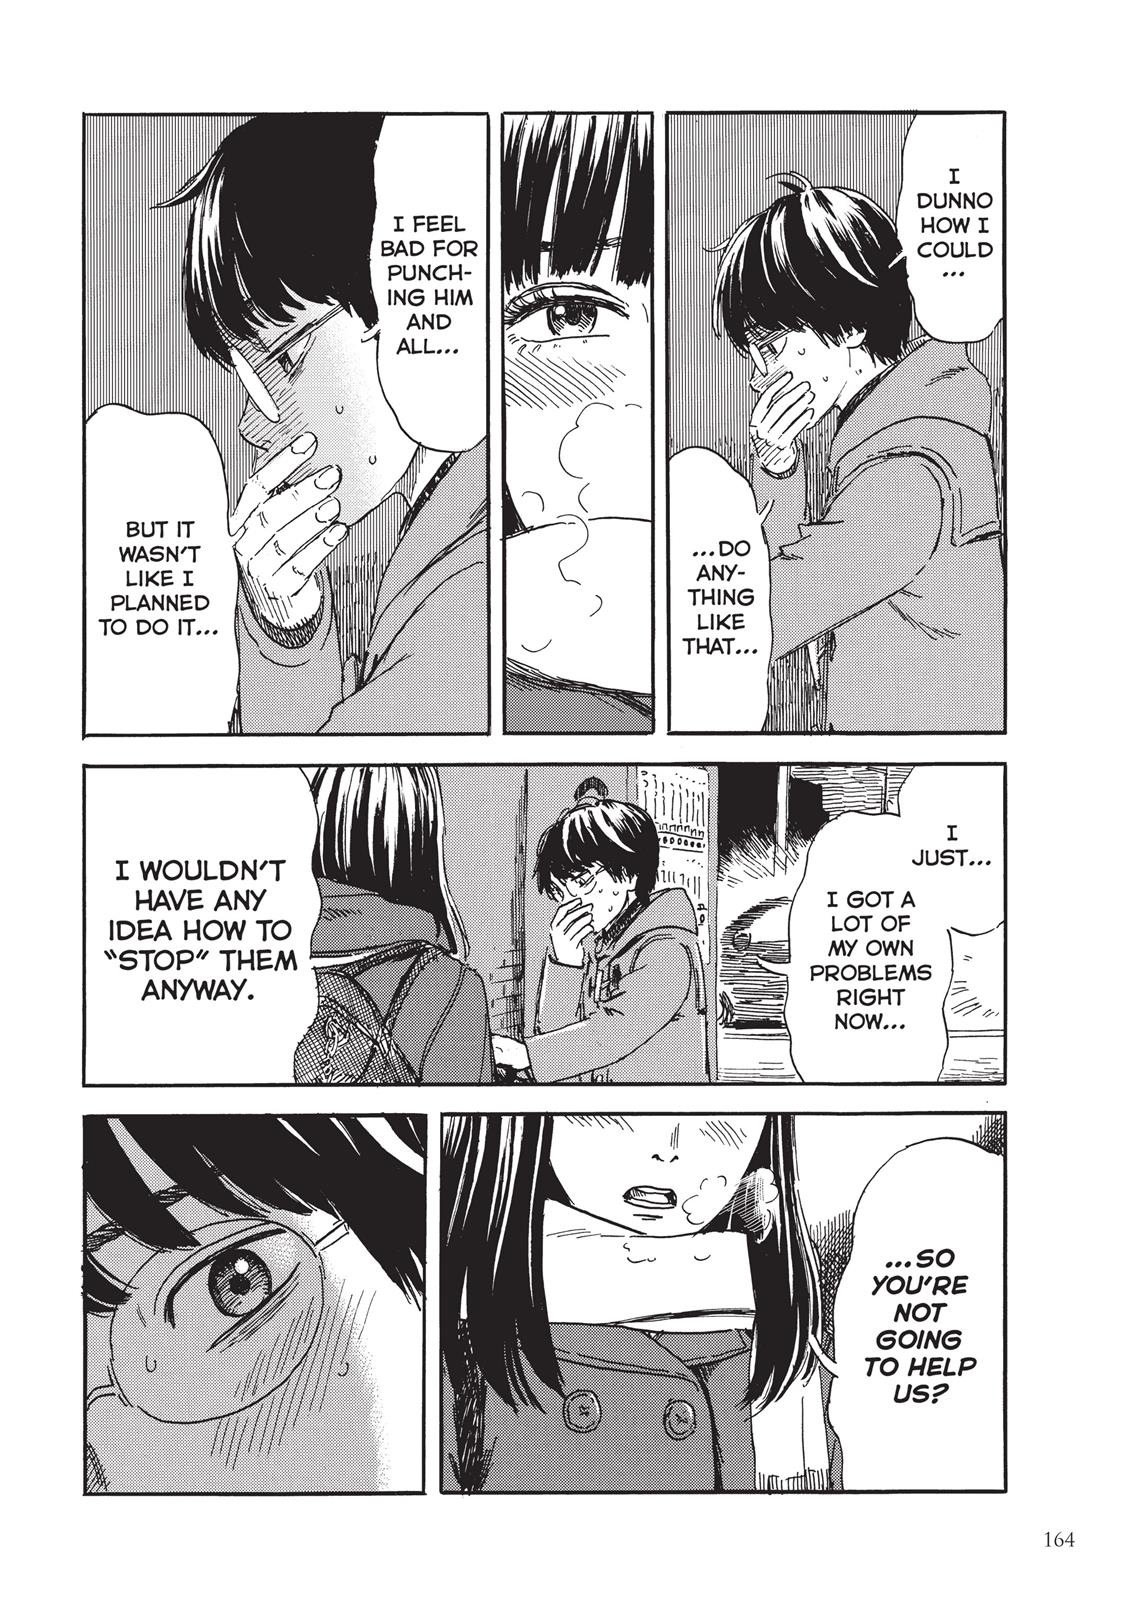 I
DUNNO
HOW I
COULD
...
...DO
ANY-
THING
LIKE
THAT...
I FEEL
BAD FOR
PUNCH-
ING HIM
AND
ALL...
BUT IT
WASN'T
LIKE I
PLANNED
TO DO IT...
I
JUST...
I GOT A
LOT OF
MY OWN
PROBLEMS
RIGHT
NOW...
I WOULDN'T
HAVE ANY
IDEA HOW TO
"STOP" THEM
ANYWAY.
...SO
YOU'RE
NOT
GOING
TO HELP
US?
164